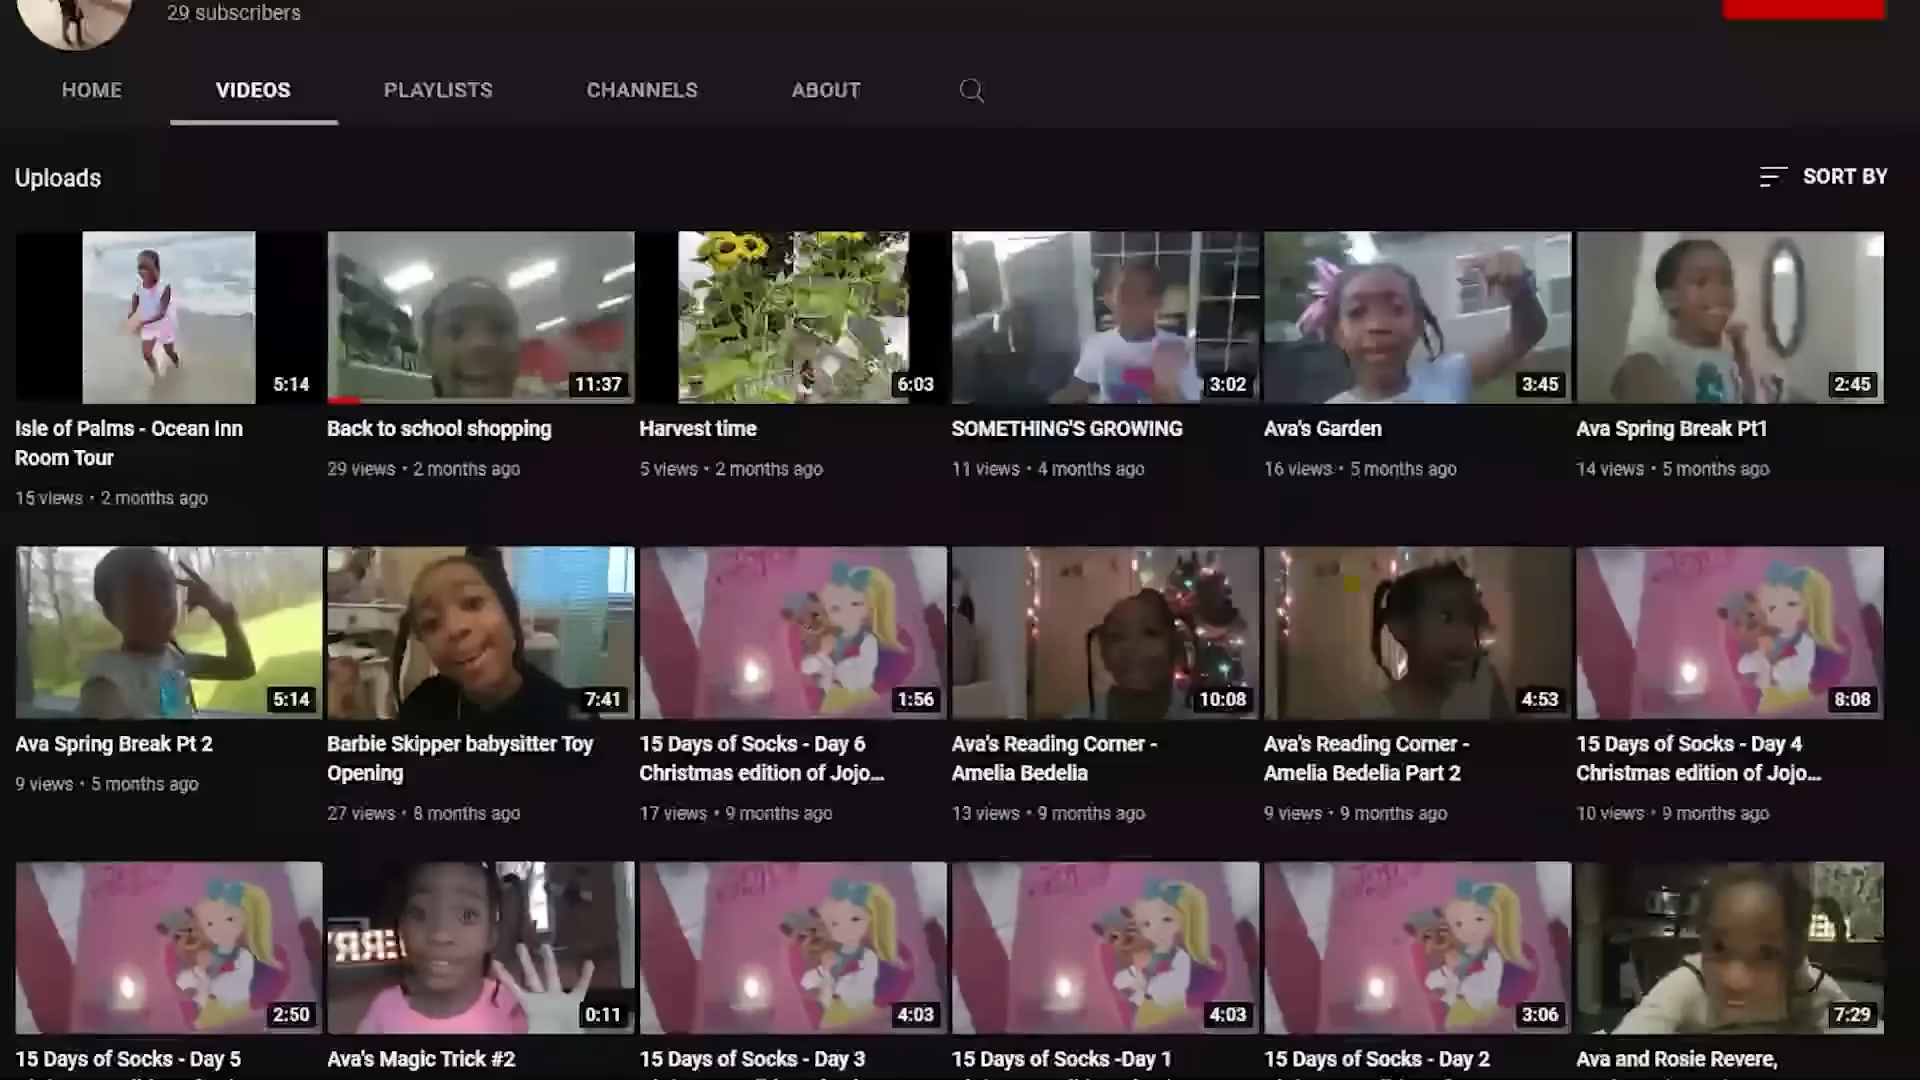 29 subscribers
HOME
VIDEOS
PLAYLISTS
CHANNELS
ABOUT
Uploads
SORT BY
5:14
11:37
6:03
3:02
3:45
2:45
Isle of Palms - Ocean Inn
Room Tour
15 views • 2 months ago
Back to school shopping
29 views • 2 months ago
Harvest time
5 views • 2 months ago
SOMETHING'S GROWING
11 views • 4 months ago
Ava's Garden
16 views • 5 months ago
Ava Spring Break Pt1
14 views • 5 months ago
5:14
7:41
1:56
10:08
4:53
8:08
Ava Spring Break Pt 2
9 views • 5 months ago
Barbie Skipper babysitter Toy
Opening
27 views • 8 months ago
15 Days of Socks - Day 6
Christmas edition of Jojo...
17 views • 9 months ago
Ava's Reading Corner -
Amelia Bedelia
13 views • 9 months ago
Ava's Reading Corner -
Amelia Bedelia Part 2
9 views • 9 months ago
15 Days of Socks - Day 4
Christmas edition of Jojo...
10 views • 9 months ago
2:50
0:11
4:03
4:03
3:06
7:29
15 Days of Socks - Day 5
Ava's Magic Trick #2
15 Days of Socks - Day 3
15 Days of Socks -Day 1
15 Days of Socks - Day 2
Ava and Rosie Revere,